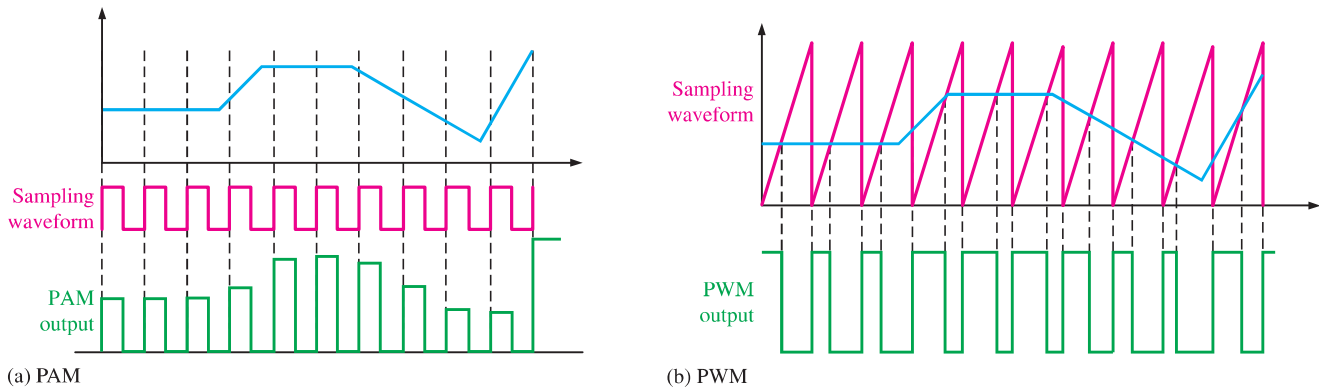 Sampling
waveform
PAM
output
(a) PAM
Sampling
waveform
PWM
output
(b) PWM